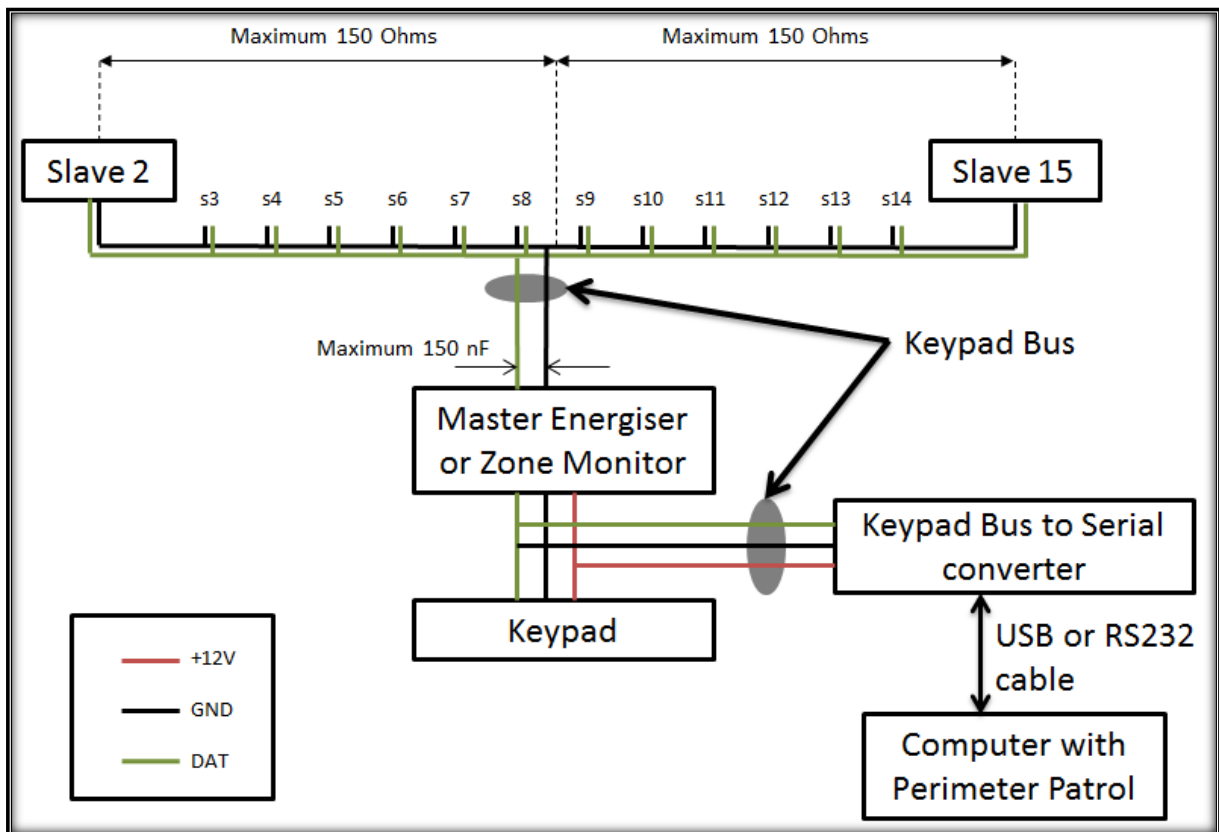 Maximum 150 Ohms
Maximum 150 Ohms
Slave 2
Slave 15
s3 s4 s5 s6 s7 s8 s9 s10 s11 s12 s13 s14
Maximum 150 nF
Keypad Bus
Master Energiser
or Zone Monitor
Keypad Bus to Serial
converter
Keypad
USB or RS232
cable
+12V
GND
DAT
Computer with
Perimeter Patrol